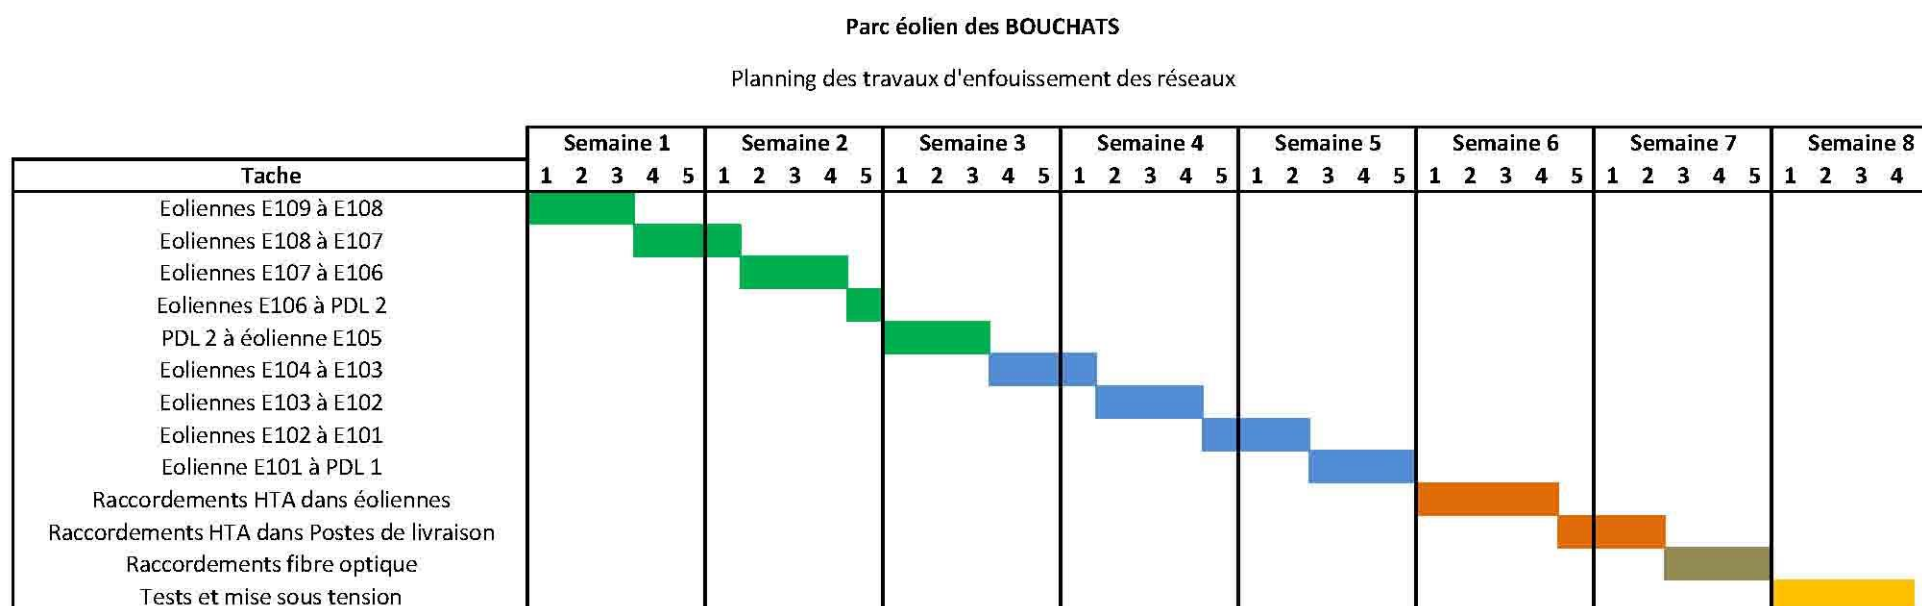 Parc éolien des BOUCHATS
Planning des travaux d'enfouissement des réseaux
Semaine 1 Semaine 2 Semaine 3 Semaine 4 Semaine 5 Semaine 6 Semaine 7 Semaine 8
Tache 1 2 3 4 5 1 2 3 4 5 1 2 3 4 5 1 2 3 4 5 1 2 3 4 5 1 2 3 4 5 1 2 3 4 5 1 2 3 4
Eoliennes E109 à E108
Eoliennes E108 à E107
Eoliennes E107 à E106
Eoliennes E106 à PDL 2
PDL 2 à éolienne E105
Eoliennes E104 à E103
Eoliennes E103 à E102
Eoliennes E102 à E101
Eolienne E101 à PDL 1
Raccordements HTA dans éoliennes
Raccordements HTA dans Postes de livraison
Raccordements fibre optique
Tests et mise sous tension